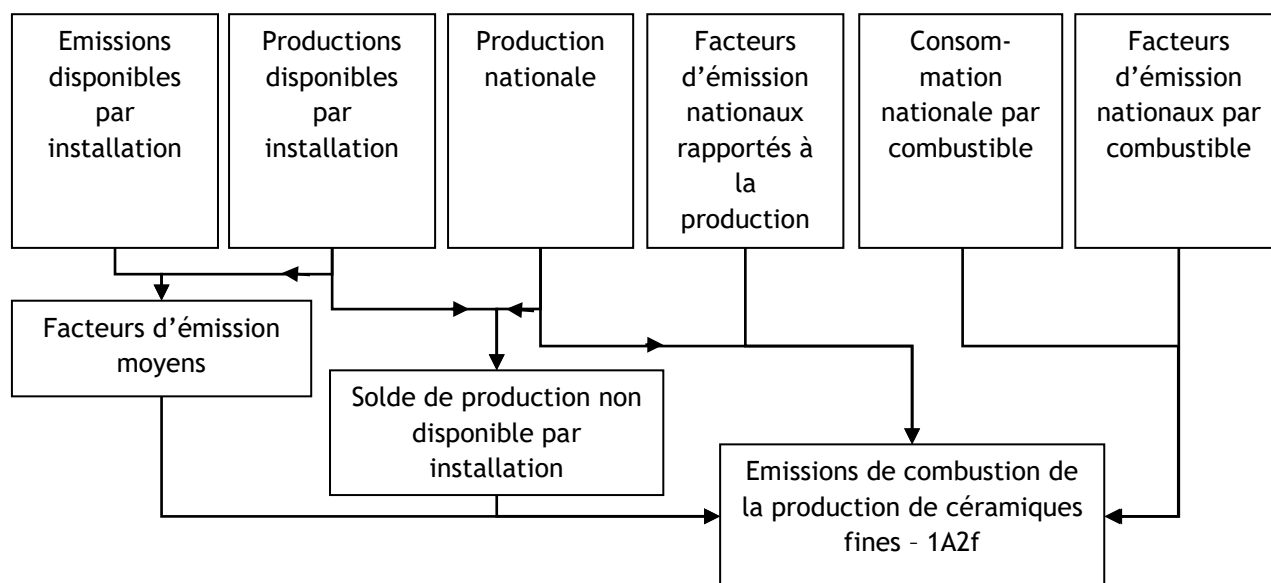 Emissions
disponibles
par
installation
Productions
disponibles
par
installation
Production
nationale
Facteurs
d’émission
nationaux
rapportés à
la
production
Consom-
mation
nationale par
combustible
Facteurs
d’émission
nationaux par
combustible
Facteurs d’émission
moyens
Solde de production non
disponible par
installation
Emissions de combustion de
la production de céramiques
fines – 1A2f